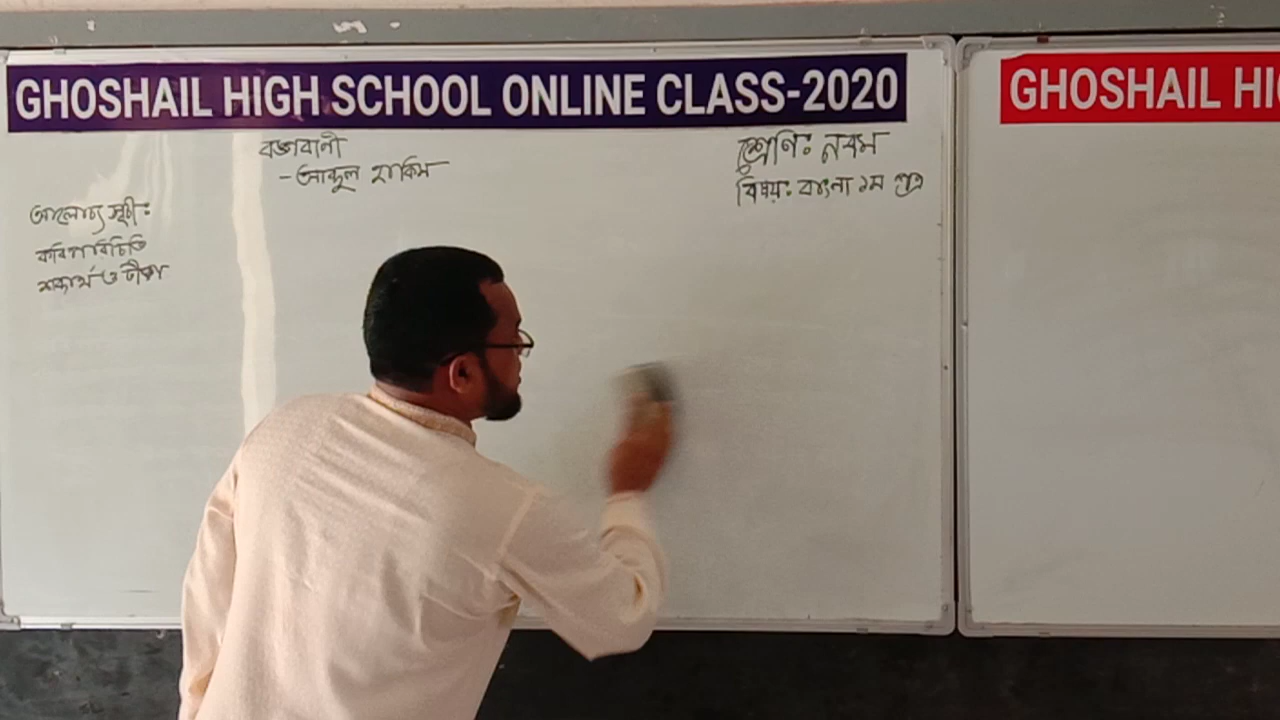 GHOSHAIL HIGH SCHOOL ONLINE CLASS-2020
GHOSHAIL HI
বঙ্গবাণী
-আব্দুল হাকিম
শ্রেণিঃ নবম
বিষয়ঃ বাংলা ১ম পত্র
আলোচ্য সূচীঃ
কবি পরিচিতি
শব্দার্থ ও টীকা